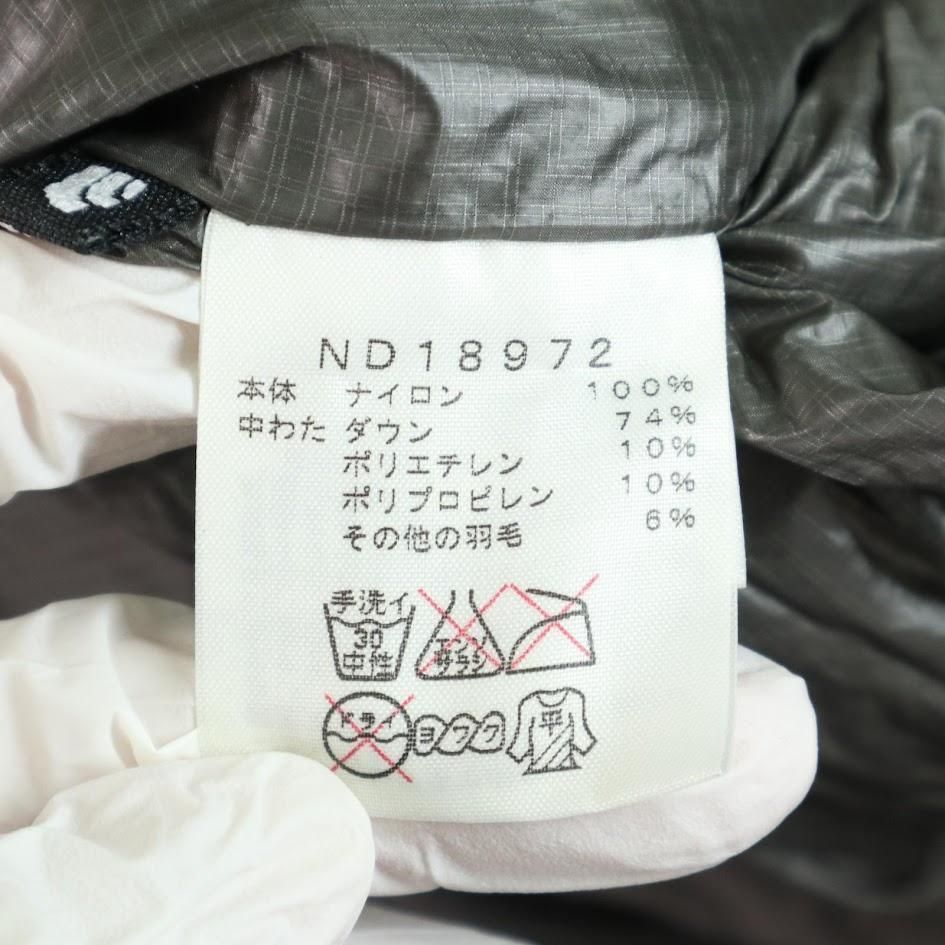 ND18972
本体 ナイロン 100%
中わた ダウン 74%
ポリエチレン 10%
ポリプロピレン 10%
その他の羽毛 6%
手洗イ
30
中性
エンソ
サラシ
ドライ
ヨワク
平